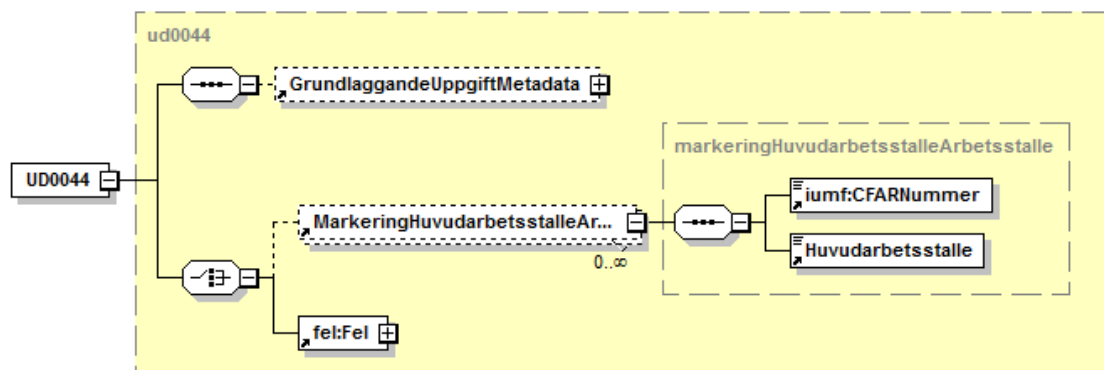 ud0044
GrundlaggandeUppgiftMetadata
markeringHuvudarbetsstalleArbetsstalle
UD0044
iumf:CFARNummer
MarkeringHuvudarbetsstalleAr...
Huvudarbetsstalle
0..∞
fel:Fel